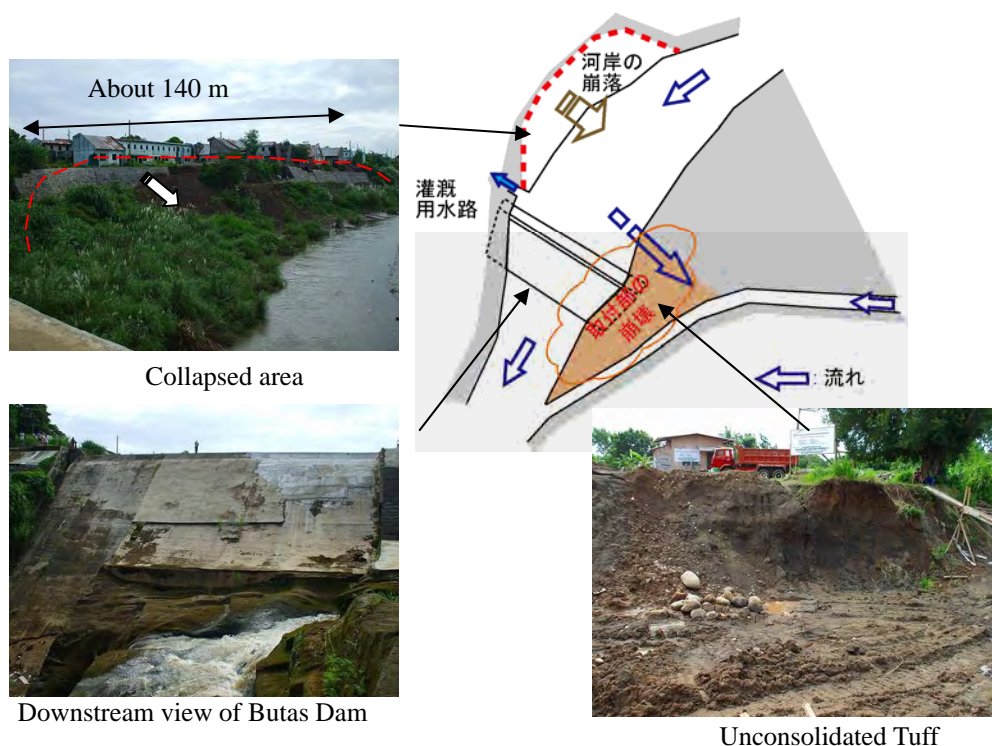 About 140 m
Collapsed area
河岸の
崩落
灌漑
用水路
取付部の
崩壊
: 流れ
Downstream view of Butas Dam
Unconsolidated Tuff